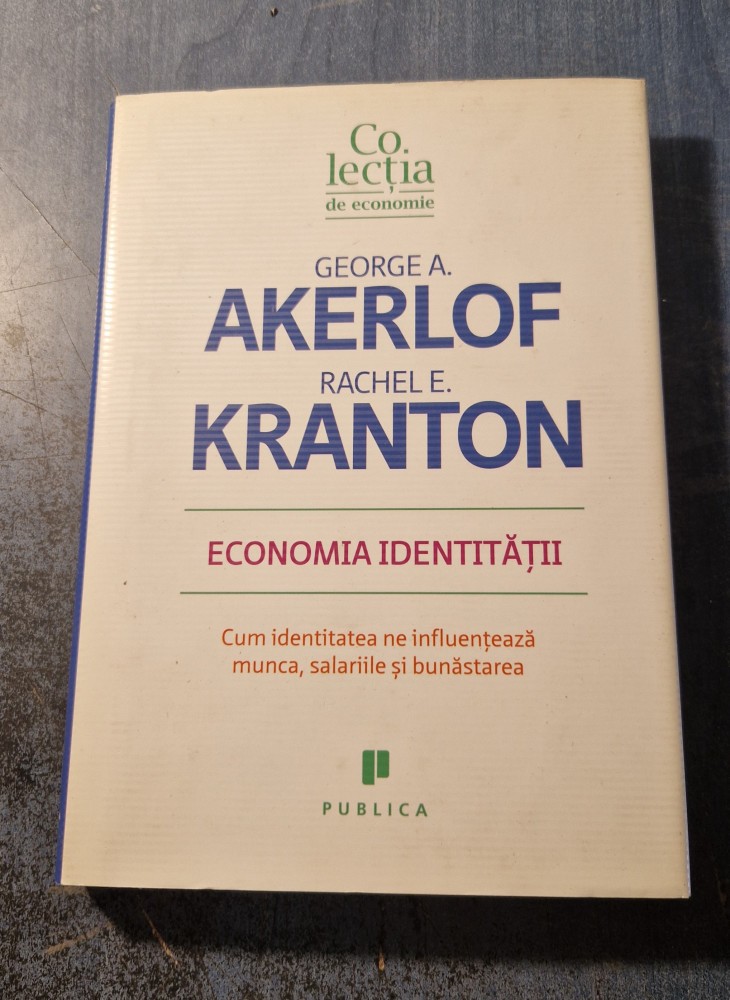 Co.
lecția
de economie
GEORGE A.
AKERLOF
RACHEL E.
KRANTON
ECONOMIA IDENTITĂȚII
Cum identitatea ne influențează
munca, salariile și bunăstarea
PUBLICA